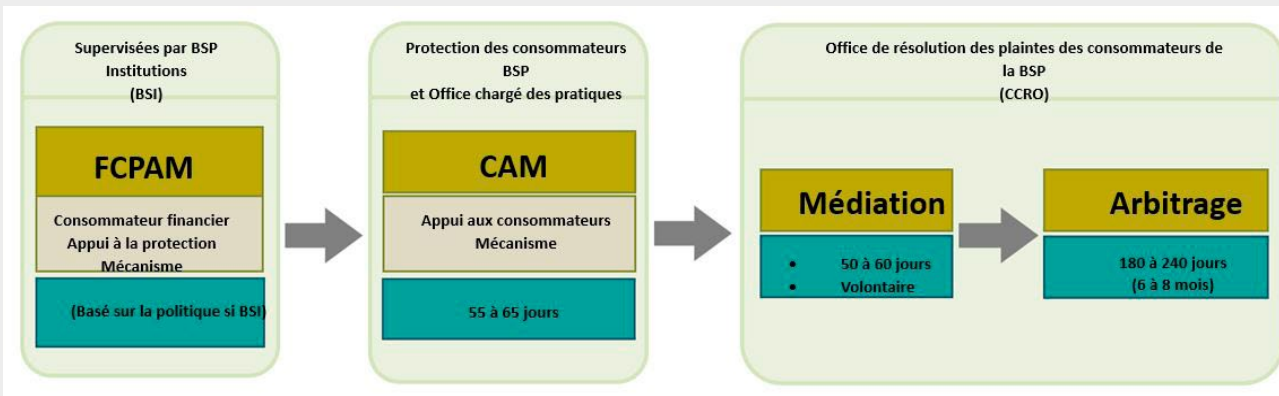 Supervisées par BSP
Institutions
(BSI)
FCPAM
Consommateur financier
Appui à la protection
Mécanisme
(Basé sur la politique si BSI)
Protection des consommateurs
BSP
et Office chargé des pratiques
CAM
Appui aux consommateurs
Mécanisme
55 à 65 jours
Office de résolution des plaintes des consommateurs de
la BSP
(CCRO)
Médiation
• 50 à 60 jours
• Volontaire
Arbitrage
180 à 240 jours
(6 à 8 mois)